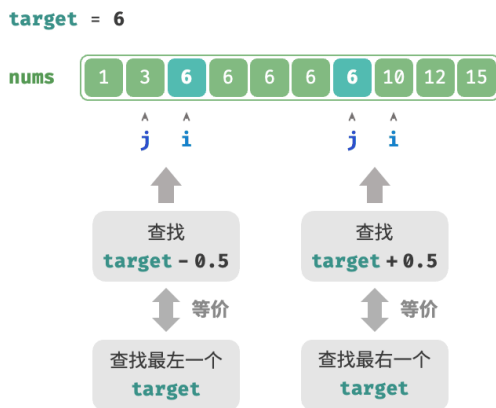 target = 6
nums 1 3 6 6 6 6 6 10 12 15
j i j i
查找 查找
target - 0.5 target + 0.5
等价 等价
查找最左一个 查找最右一个
target target